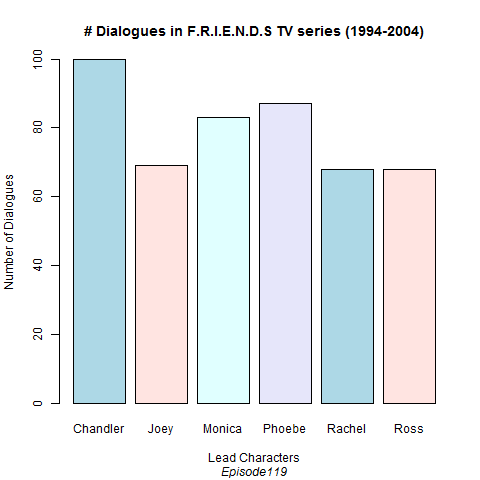 # Dialogues in F.R.I.E.N.D.S TV series (1994-2004)
Number of Dialogues
100
80
60
40
20
0
Chandler Joey Monica Phoebe Rachel Ross
Lead Characters
Episode119